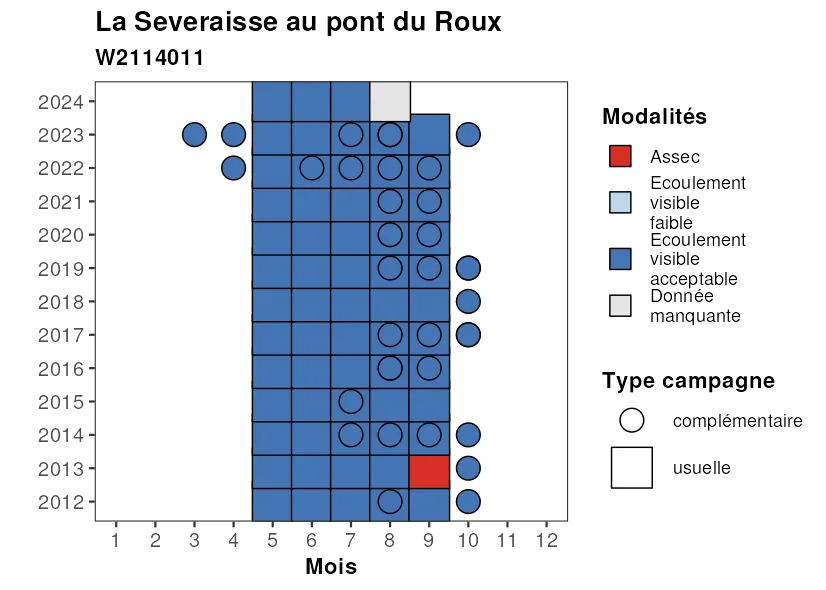 La Severaisse au pont du Roux
W2114011
2024
2023
2022
2021
2020
2019
2018
2017
2016
2015
2014
2013
2012
1 2 3 4 5 6 7 8 9 10 11 12
Mois
Modalités
Assec
Ecoulement
visible
faible
Ecoulement
visible
acceptable
Donnée
manquante
Type campagne
complémentaire
usuelle